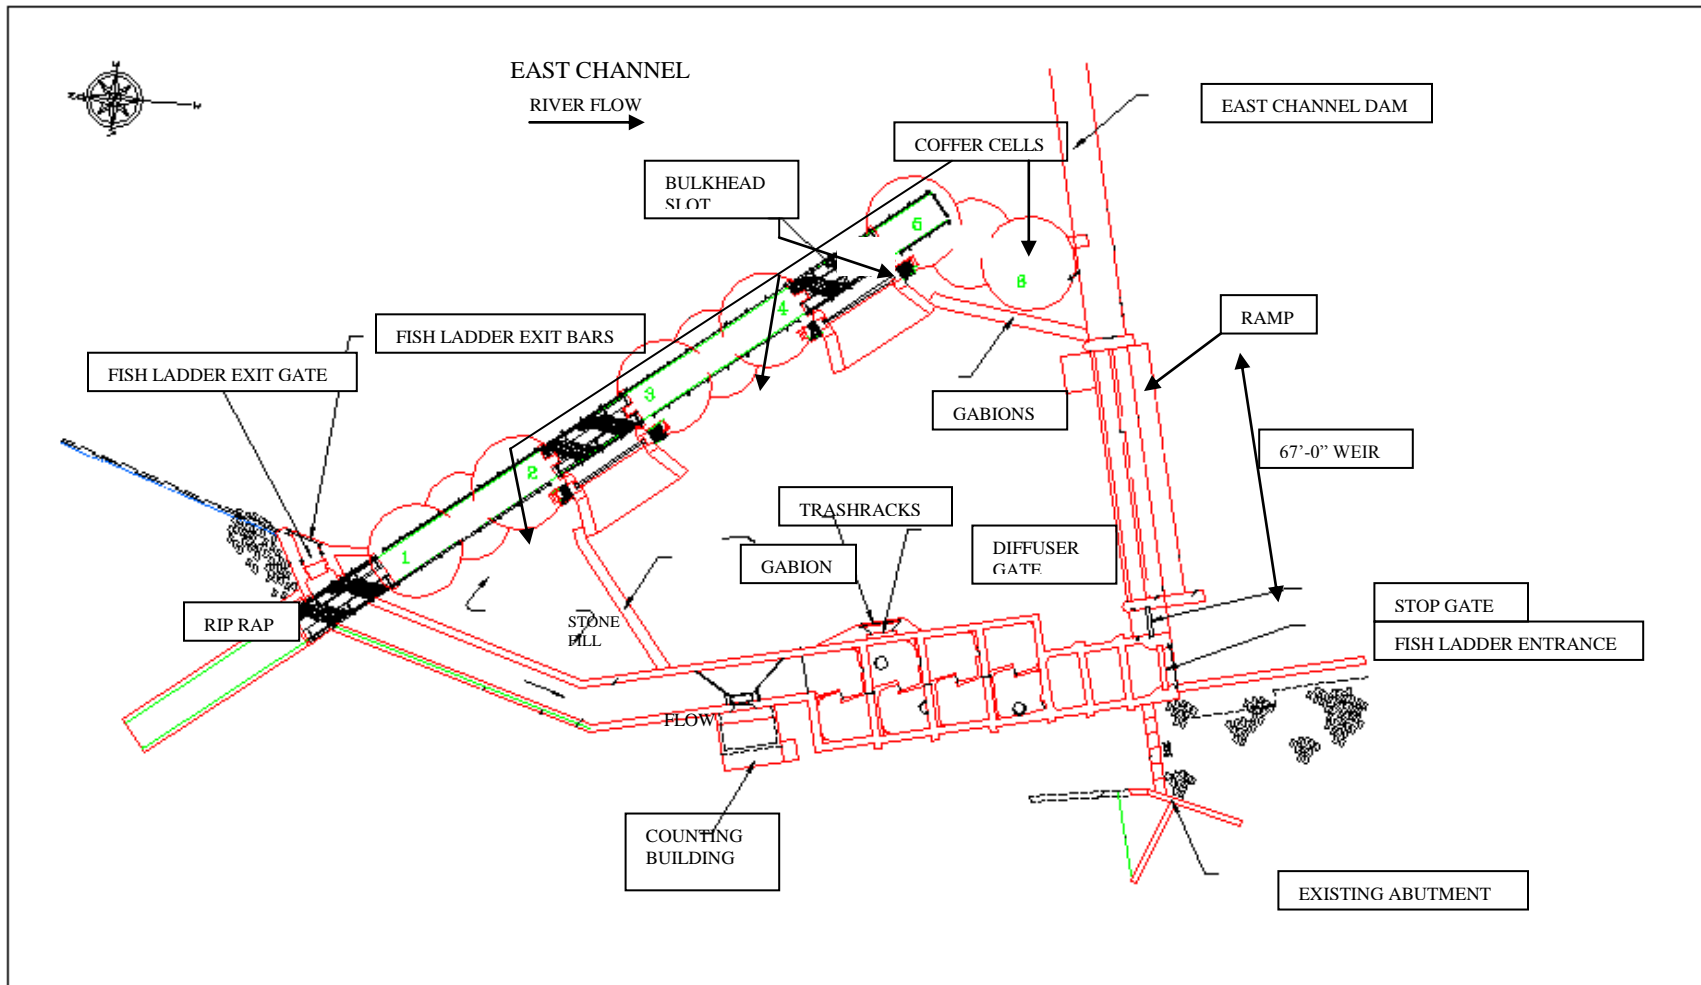 EAST CHANNEL
RIVER FLOW
EAST CHANNEL DAM
COFFER CELLS
BULKHEAD
SLOT
5
6
4
RAMP
FISH LADDER EXIT BARS
FISH LADDER EXIT GATE
3
GABIONS
67’-0” WEIR
2
TRASHRACKS
DIFFUSER
GATE
1
GABION
STOP GATE
RIP RAP
STONE
FILL
FISH LADDER ENTRANCE
FLOW
COUNTING
BUILDING
EXISTING ABUTMENT